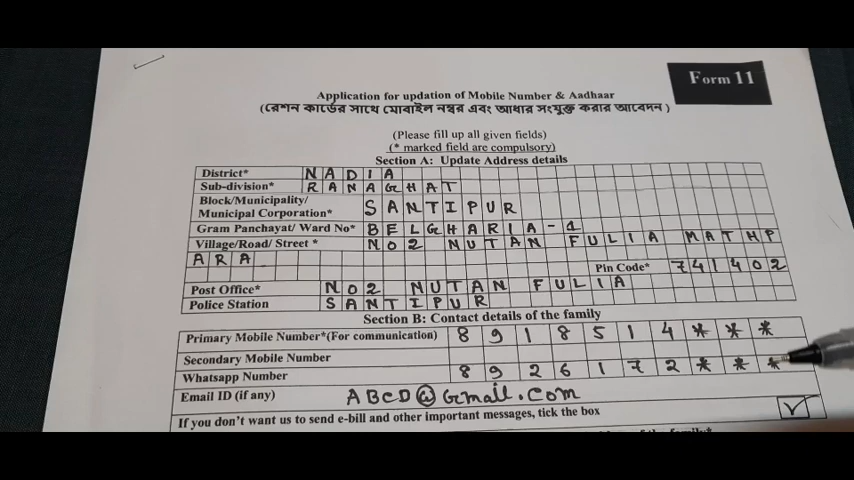 Form 11
Application for updation of Mobile Number & Aadhaar
(রেশন কার্ডের সাথে মোবাইল নম্বর এবং আধার সংযুক্ত করার আবেদন)
(Please fill up all given fields)
(* marked field are compulsory)
Section A: Update Address details
District* NADIA
Sub-division* RANAGHAT
Block/Municipality/
Municipal Corporation* SANTIPUR
Gram Panchayat/ Ward No* BELGHARIA-1
Village/Road/ Street * NO2 NUTAN FULIA MATHP
ARA
Pin Code* 741402
Post Office* NO2 NUTAN FULIA
Police Station SANTIPUR
Section B: Contact details of the family
Primary Mobile Number*(For communication) 8918514***
Secondary Mobile Number
Whatsapp Number 8926172***
Email ID (if any) ABCD@Gmail.com
If you don't want us to send e-bill and other important messages, tick the box